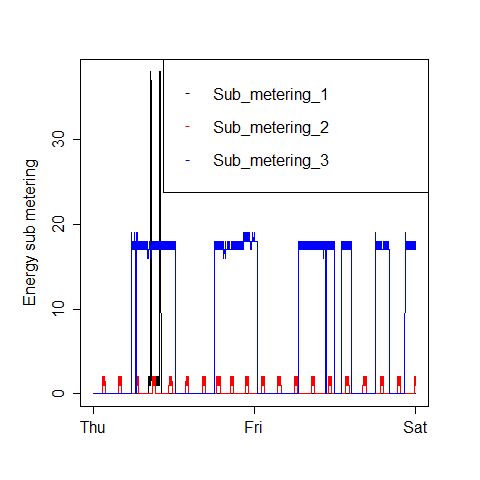 Sub_metering_1
Sub_metering_2
Sub_metering_3
Energy sub metering
30
20
10
0
Thu Fri Sat